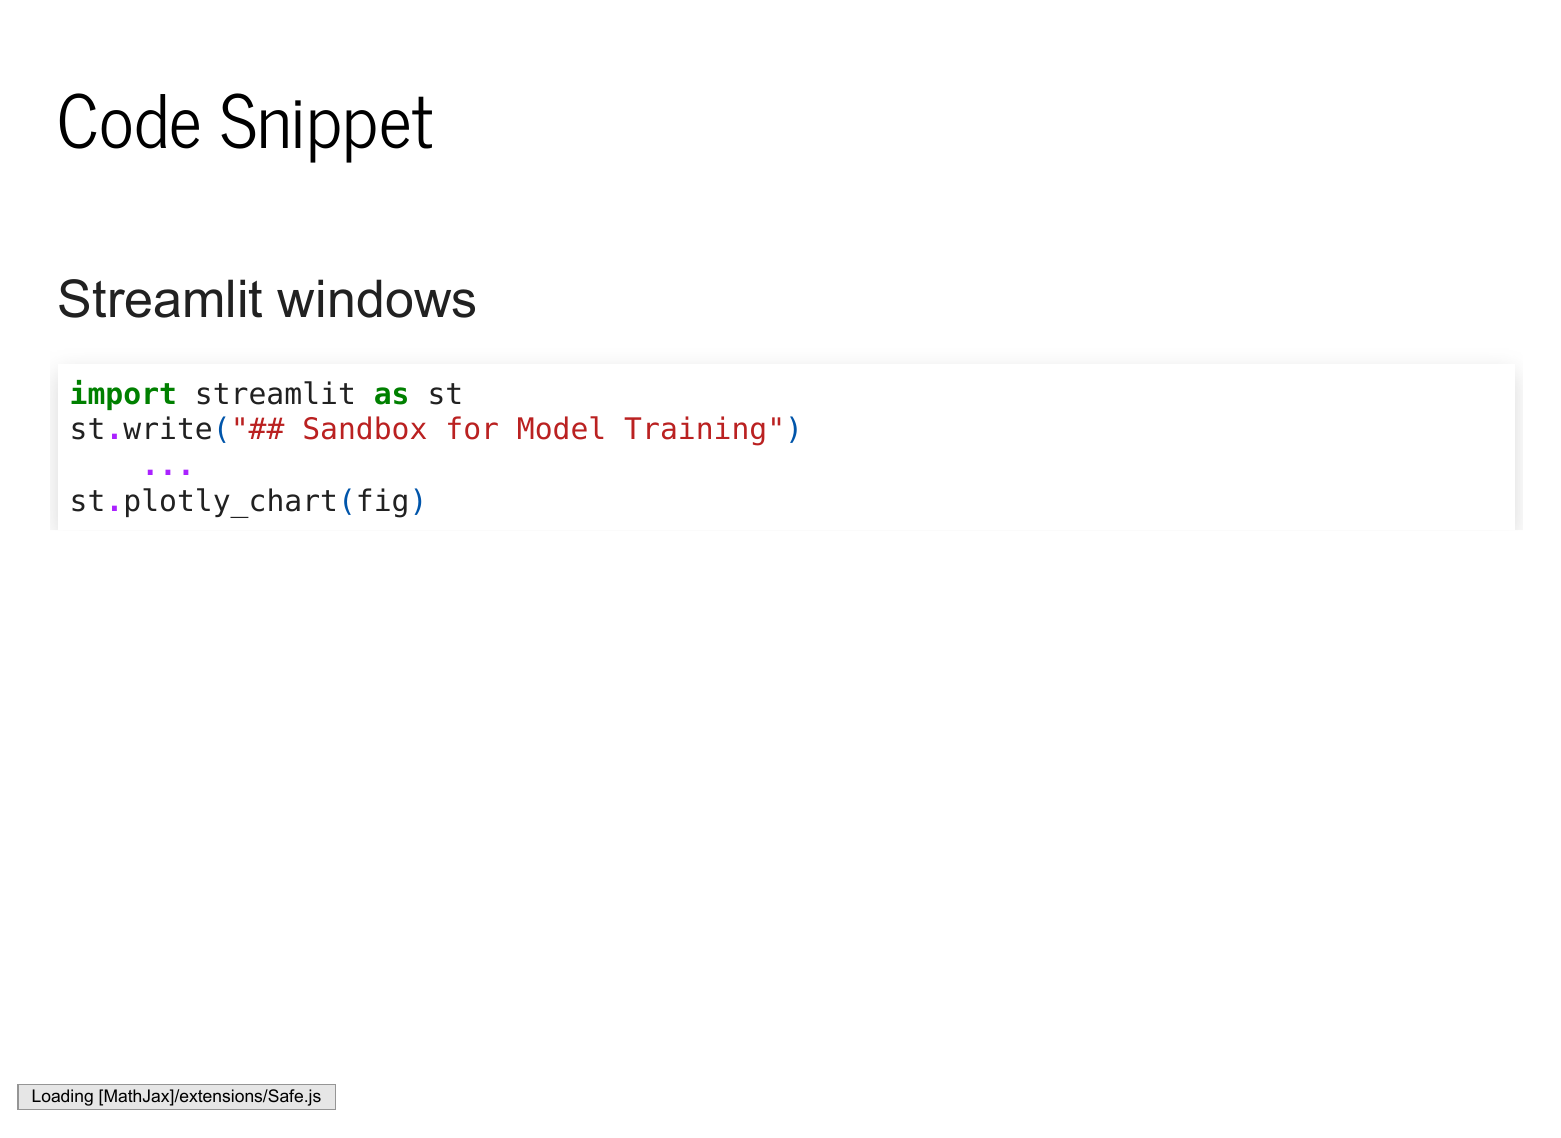 Code Snippet
Streamlit windows
import streamlit as st
st.write("## Sandbox for Model Training")
    ...
st.plotly_chart(fig)
Loading [MathJax]/extensions/Safe.js